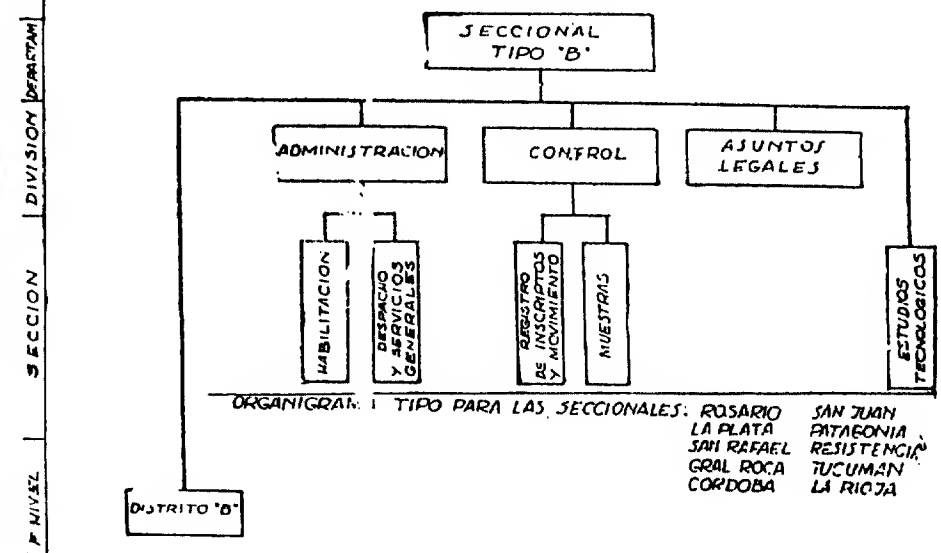 DEPARTAM
DIVISION
SECCION
NIVEL
SECCIONAL
TIPO "B"
ADMINISTRACION
CONTROL
ASUNTOS
LEGALES
HABILITACION
DESPACHO
Y SERVICIOS
GENERALES
REGISTRO
DE INSCRIPTOS
Y MOVIMIENTO
MUESTRAS
ESTUDIOS
TECNOLOGICOS
TIPO PARA LAS SECCIONALES: ROSARIO SAN JUAN
LA PLATA PATAGONIA
SAN RAFAEL RESISTENCIA
GRAL ROCA TUCUMAN
CORDOBA LA RIOJA
DISTRITO "B"